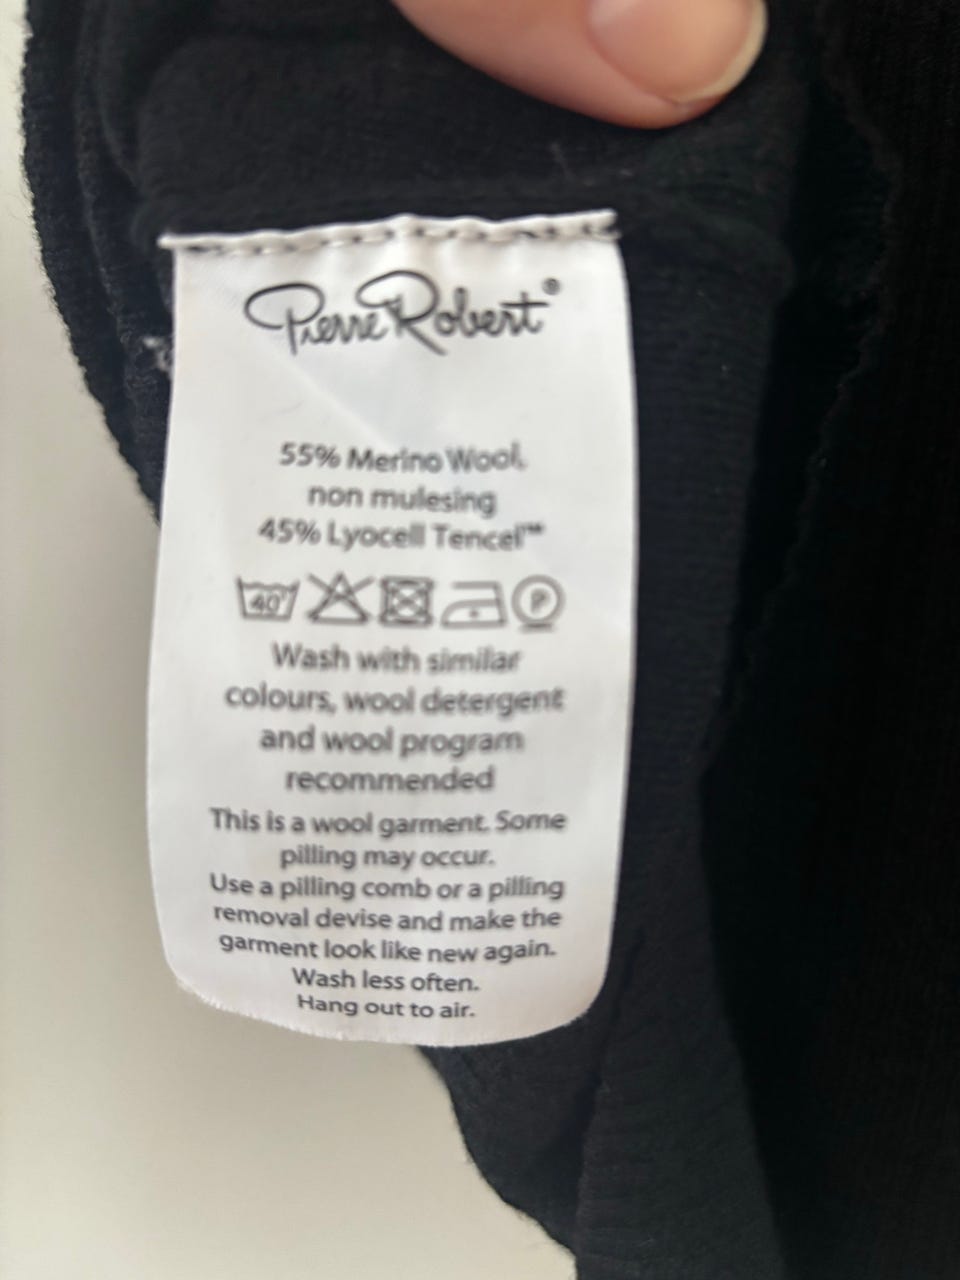 Pierre Robert®
55% Merino Wool,
non mulesing
45% Lyocell Tencel™
40° P
Wash with similar
colours, wool detergent
and wool program
recommended
This is a wool garment. Some
pilling may occur.
Use a pilling comb or a pilling
removal devise and make the
garment look like new again.
Wash less often.
Hang out to air.